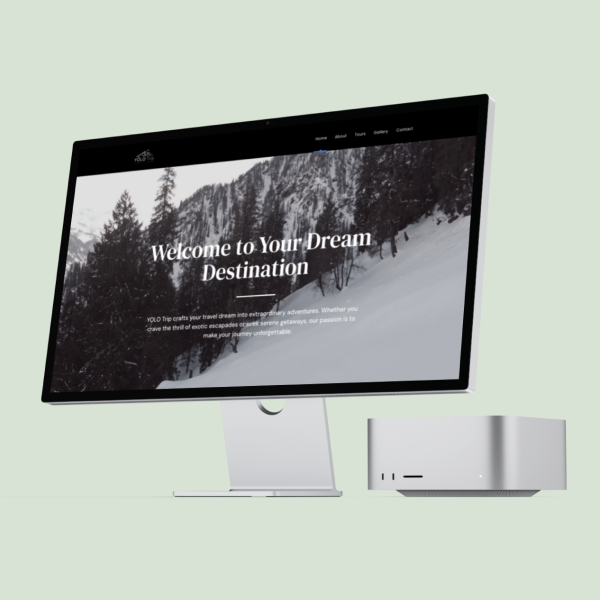 YOLO Trip
Home About Tours Gallery Contact
Welcome to Your Dream
Destination
YOLO Trip crafts your travel dream into extraordinary adventures. Whether you
crave the thrill of exotic escapades or seek serene getaways, our passion is to
make your journey unforgettable.